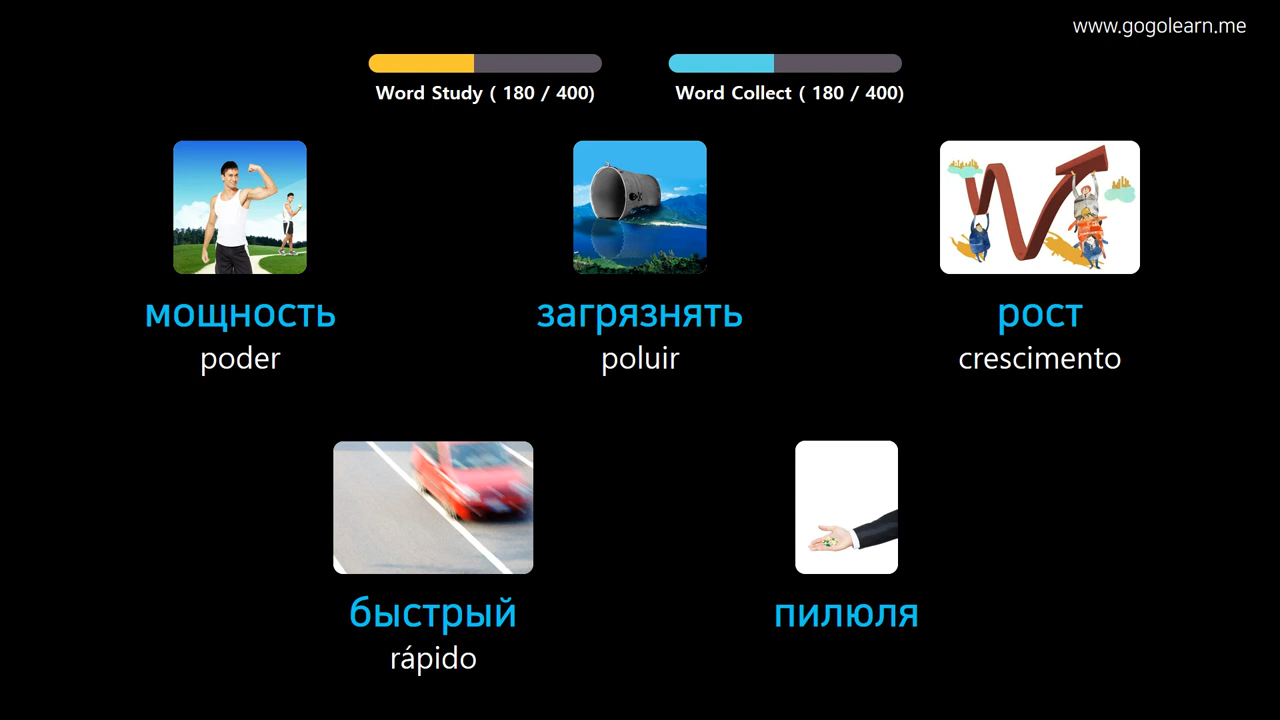 www.gogolearn.me
Word Study ( 180 / 400)
Word Collect ( 180 / 400)
мощность
poder
загрязнять
poluir
рост
crescimento
быстрый
rápido
пилюля